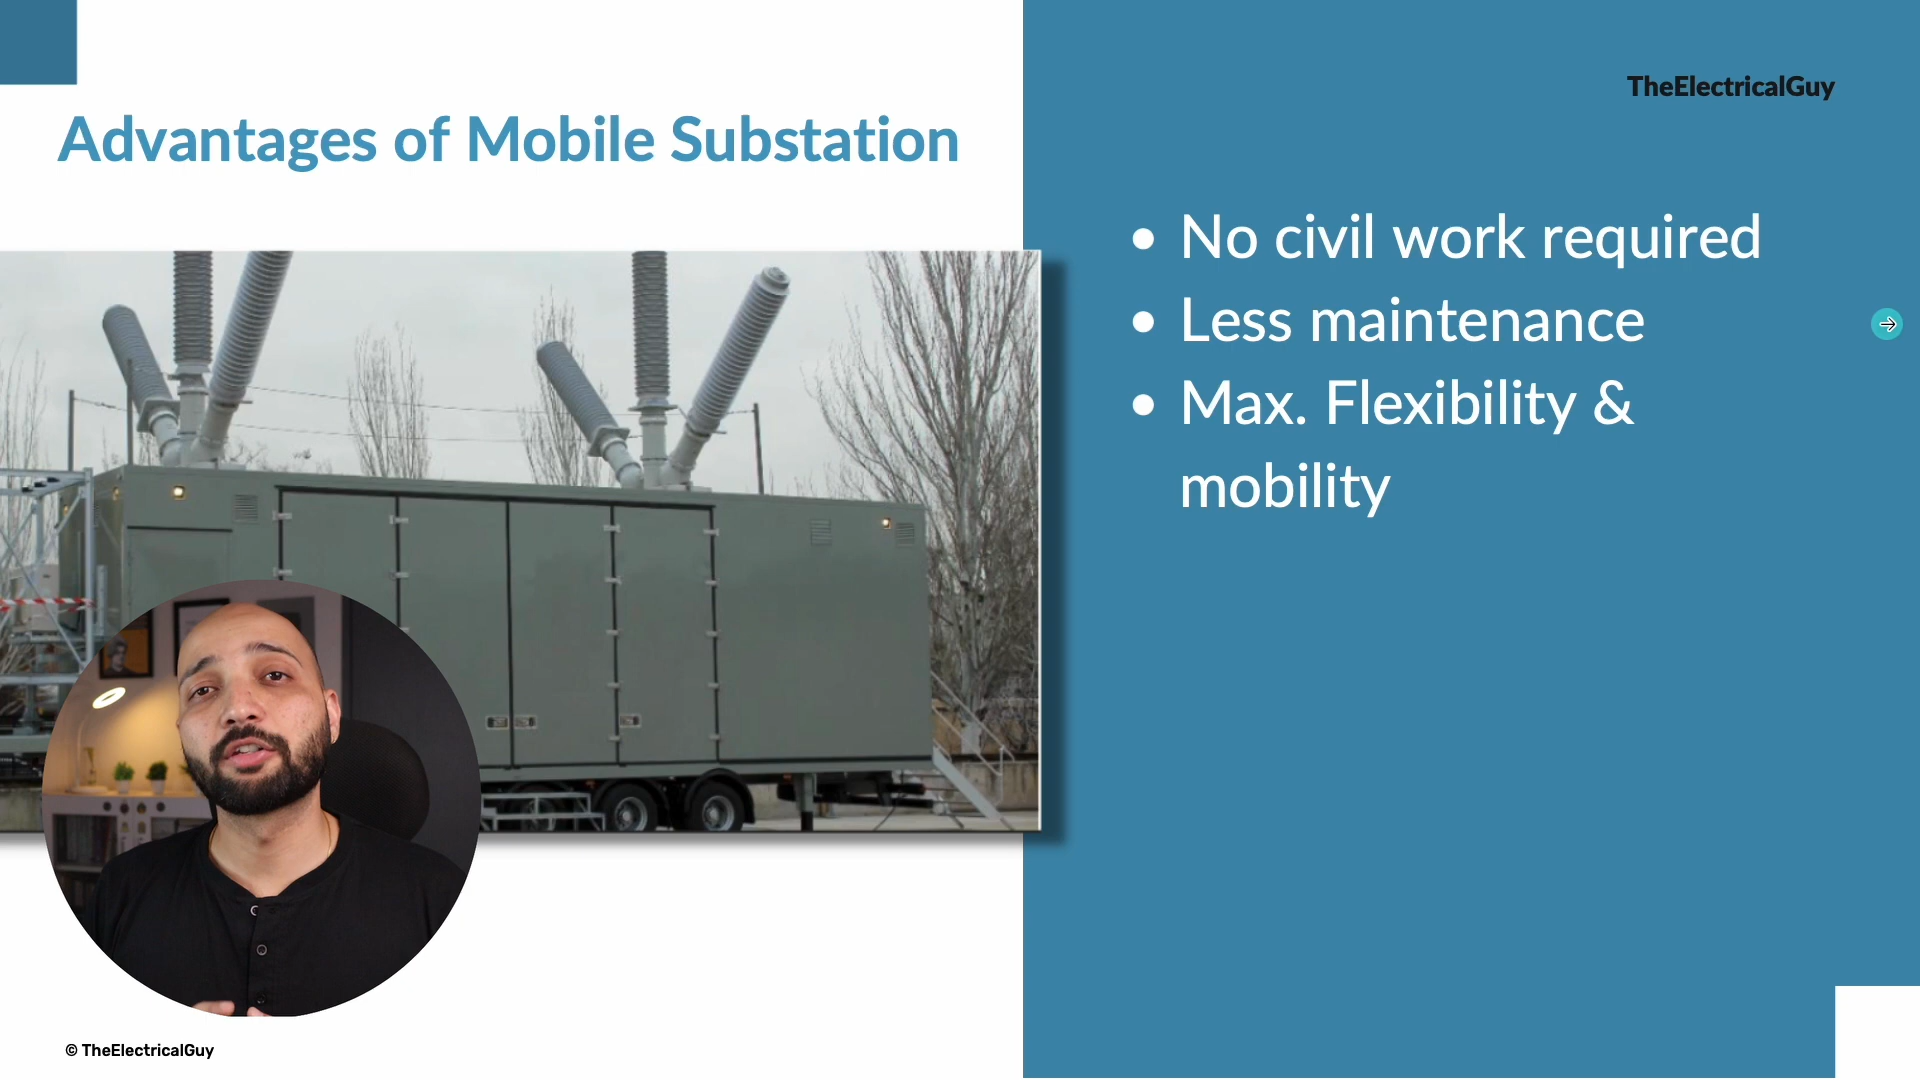 TheElectricalGuy
Advantages of Mobile Substation
• No civil work required
• Less maintenance
• Max. Flexibility &
mobility
© TheElectricalGuy